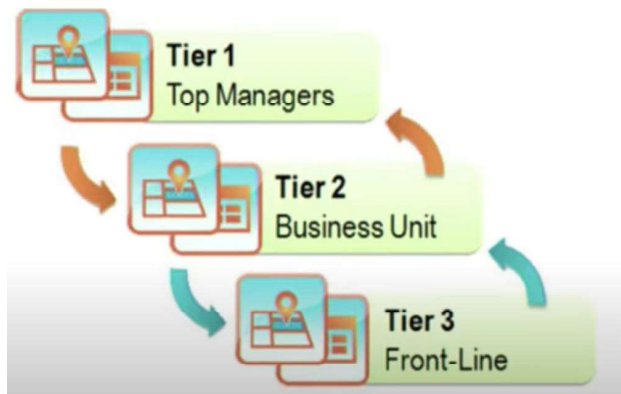 Tier 1
Top Managers
Tier 2
Business Unit
Tier 3
Front-Line